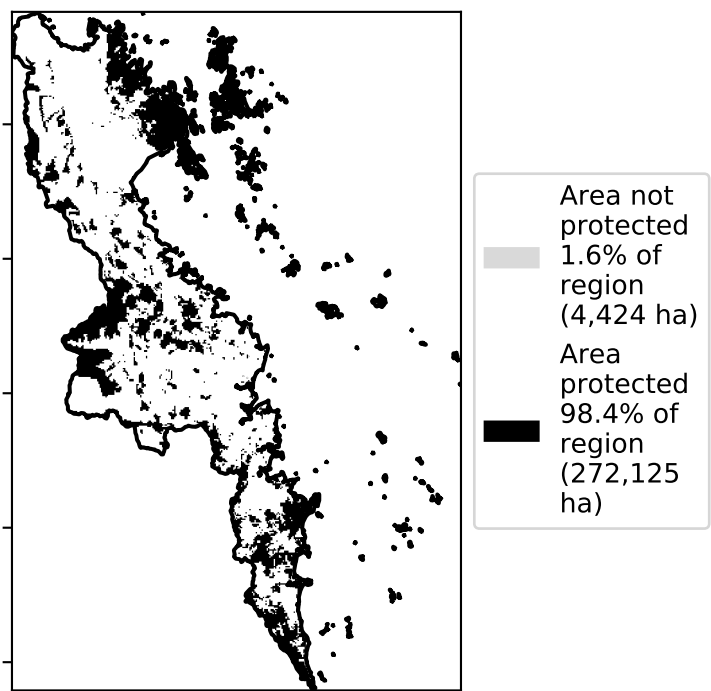 Area not
protected
1.6% of
region
(4,424 ha)
Area
protected
98.4% of
region
(272,125
ha)